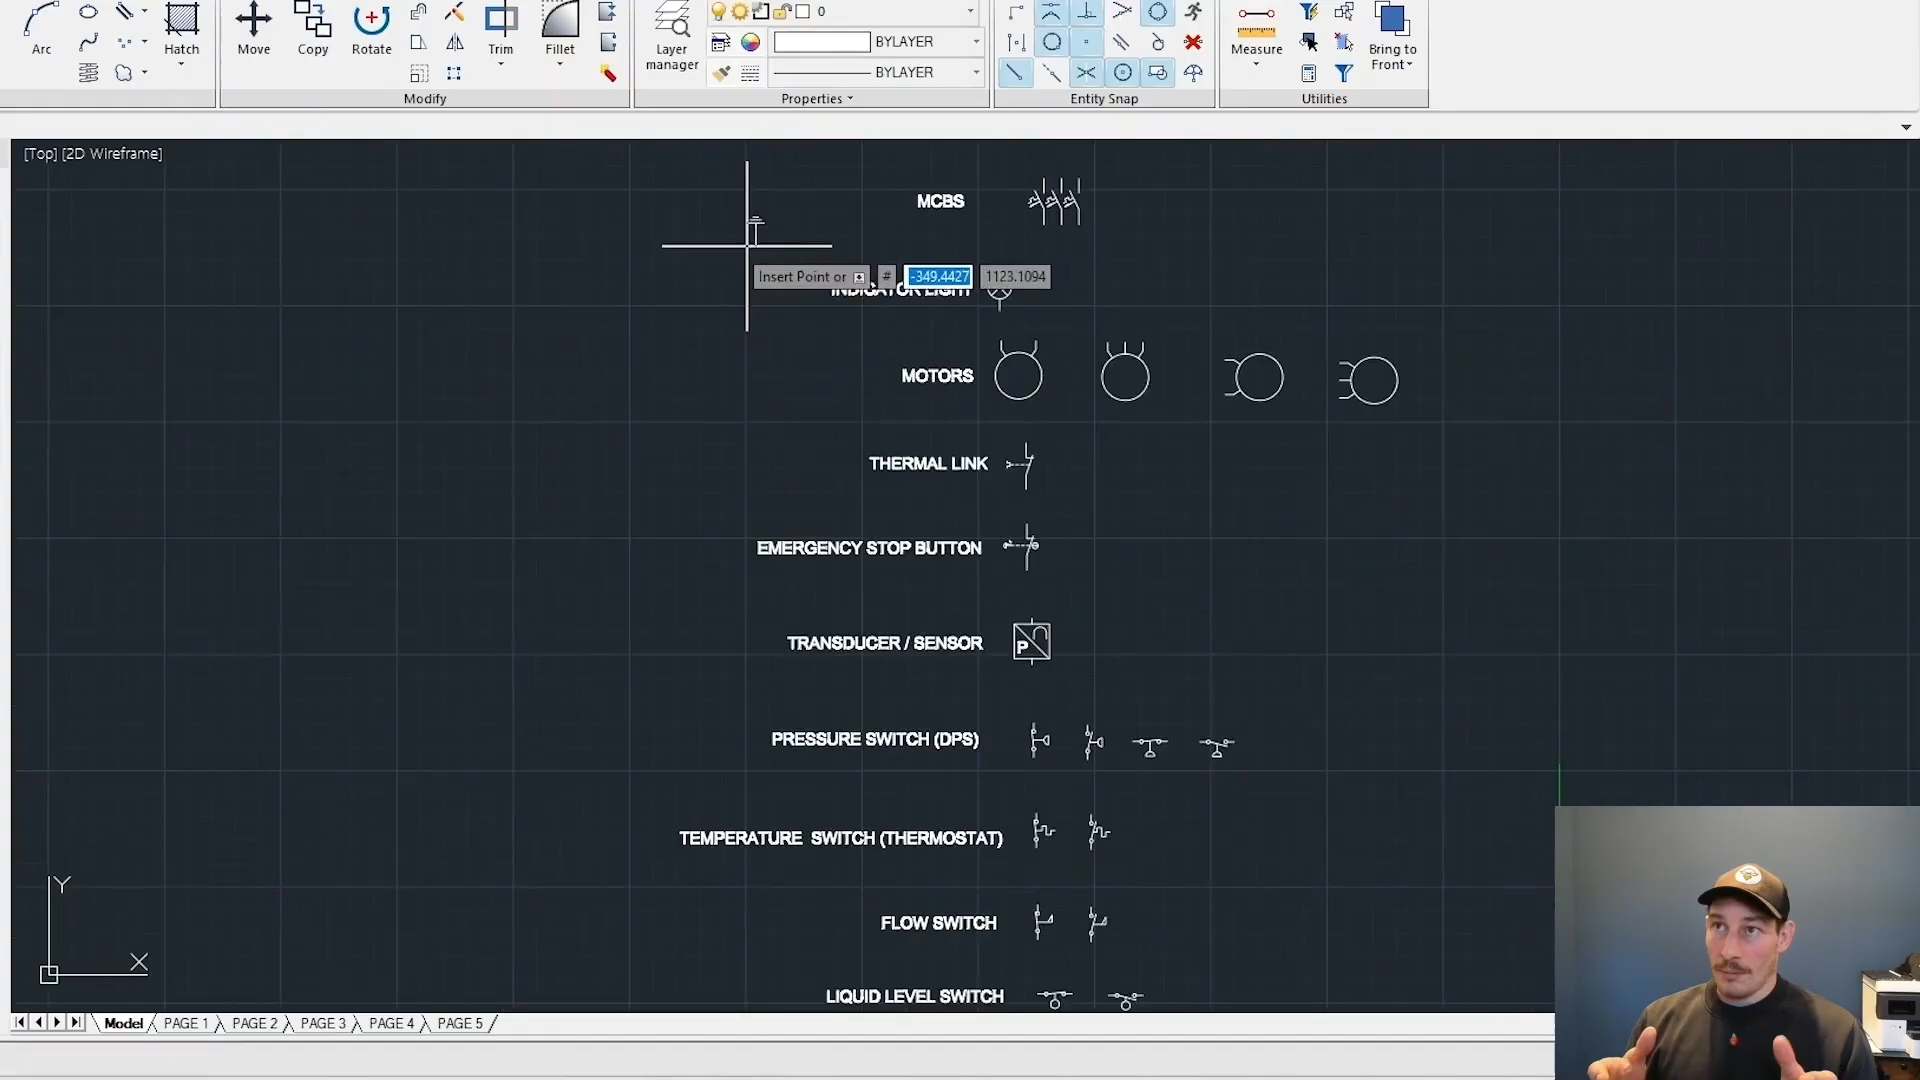 0
Arc
Hatch
Move
Copy
Rotate
Trim
Fillet
Layer
manager
BYLAYER
BYLAYER
Measure
Bring to
Front
Modify
Properties
Entity Snap
Utilities
[Top] [2D Wireframe]
MCBS
Insert Point or # -349.4427 1123.1094
INDICATOR LIGHT
MOTORS
THERMAL LINK
EMERGENCY STOP BUTTON
TRANSDUCER / SENSOR
P
PRESSURE SWITCH (DPS)
TEMPERATURE SWITCH (THERMOSTAT)
FLOW SWITCH
LIQUID LEVEL SWITCH
Y
X
Model PAGE 1 PAGE 2 PAGE 3 PAGE 4 PAGE 5